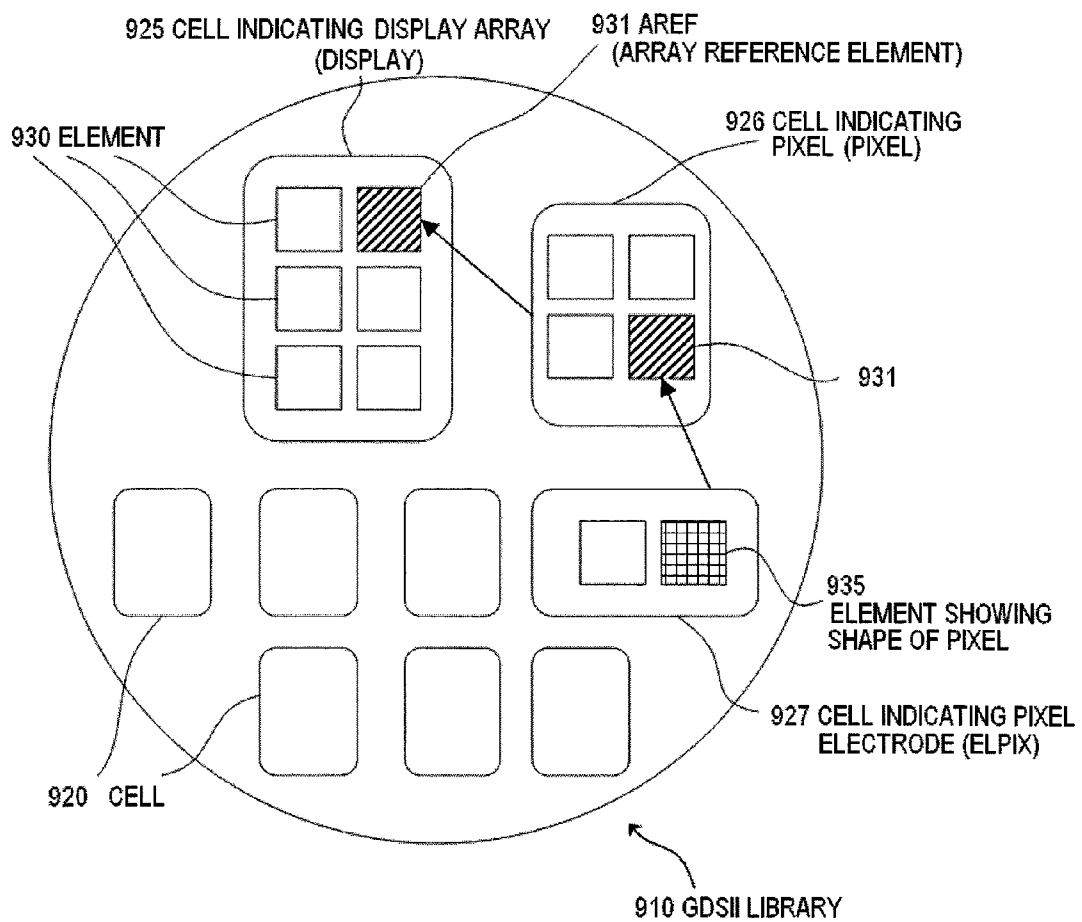 925 CELL INDICATING DISPLAY ARRAY
(DISPLAY)
931 AREF
(ARRAY REFERENCE ELEMENT)
930 ELEMENT
926 CELL INDICATING
PIXEL (PIXEL)
931
935
ELEMENT SHOWING
SHAPE OF PIXEL
927 CELL INDICATING PIXEL
ELECTRODE (ELPIX)
920 CELL
910 GDSII LIBRARY